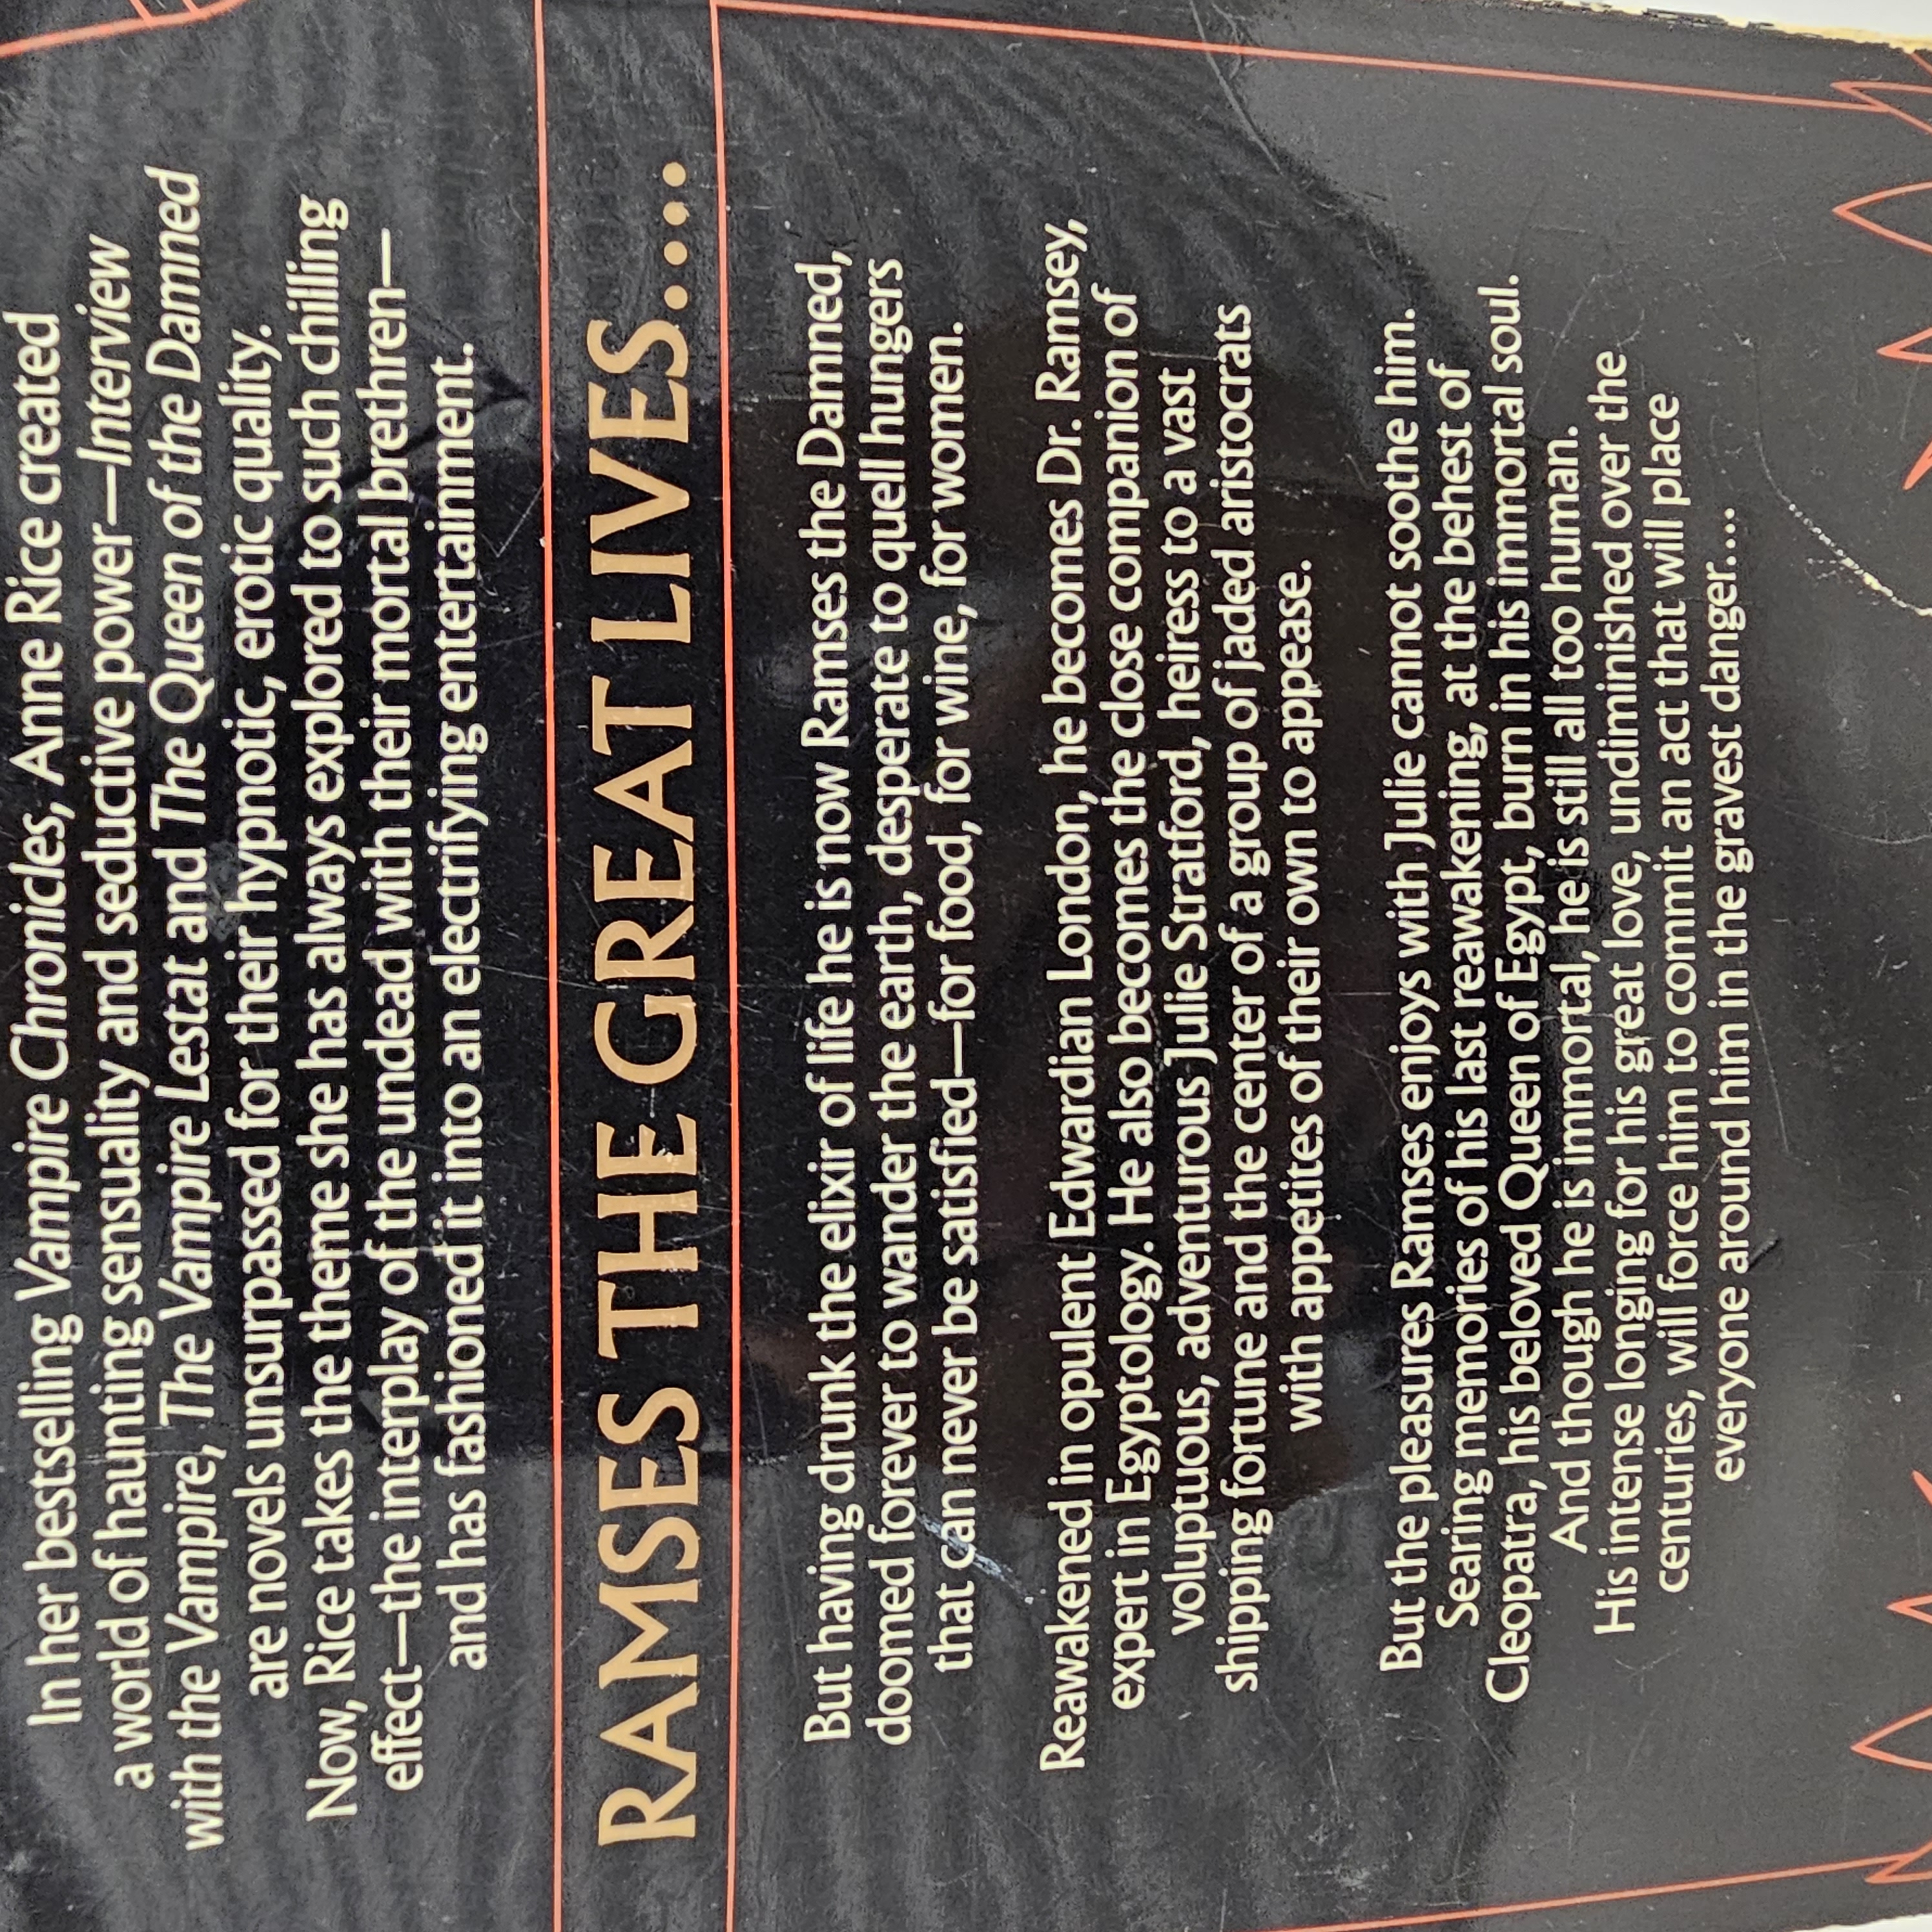 In her bestselling Vampire Chronicles, Anne Rice created
a world of haunting sensuality and seductive power—Interview
with the Vampire, The Vampire Lestat and The Queen of the Damned
are novels unsurpassed for their hypnotic, erotic quality.
Now, Rice takes the theme she has always explored to such chilling
effect—the interplay of the undead with their mortal brethren—
and has fashioned it into an electrifying entertainment.
RAMSES THE GREAT LIVES....
But having drunk the elixir of life he is now Ramses the Damned,
doomed forever to wander the earth, desperate to quell hungers
that can never be satisfied—for food, for wine, for women.
Reawakened in opulent Edwardian London, he becomes Dr. Ramsey,
expert in Egyptology. He also becomes the close companion of
voluptuous, adventurous Julie Stratford, heiress to a vast
shipping fortune and the center of a group of jaded aristocrats
with appetites of their own to appease.
But the pleasures Ramses enjoys with Julie cannot soothe him.
Searing memories of his last reawakening, at the behest of
Cleopatra, his beloved Queen of Egypt, burn in his immortal soul.
And though he is immortal, he is still all too human.
His intense longing for his great love, undiminished over the
centuries, will force him to commit an act that will place
everyone around him in the gravest danger....